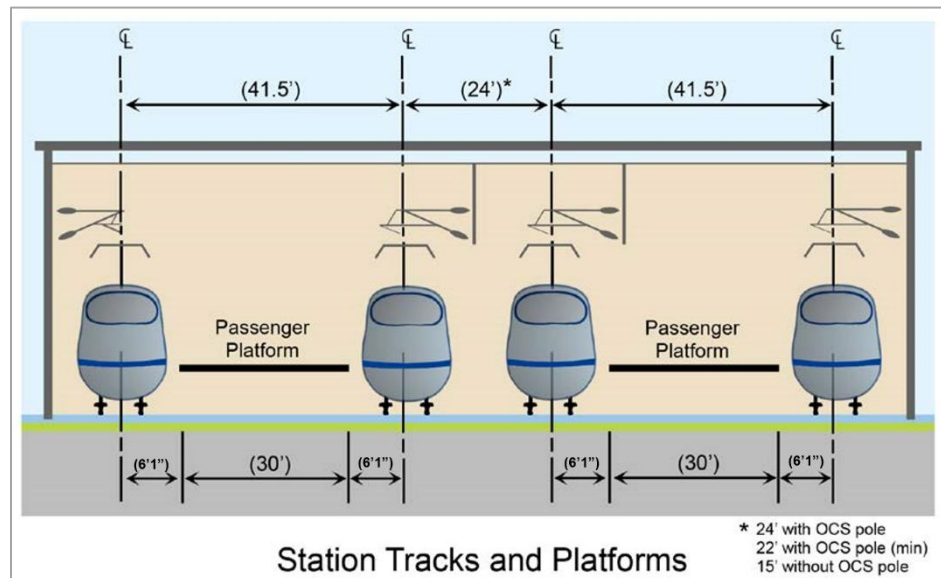 ℄ ℄ ℄ ℄
(41.5') (24')* (41.5')
Passenger
Platform
Passenger
Platform
(6'1") (30') (6'1") (6'1") (30') (6'1")
* 24' with OCS pole
22' with OCS pole (min)
15' without OCS pole
Station Tracks and Platforms